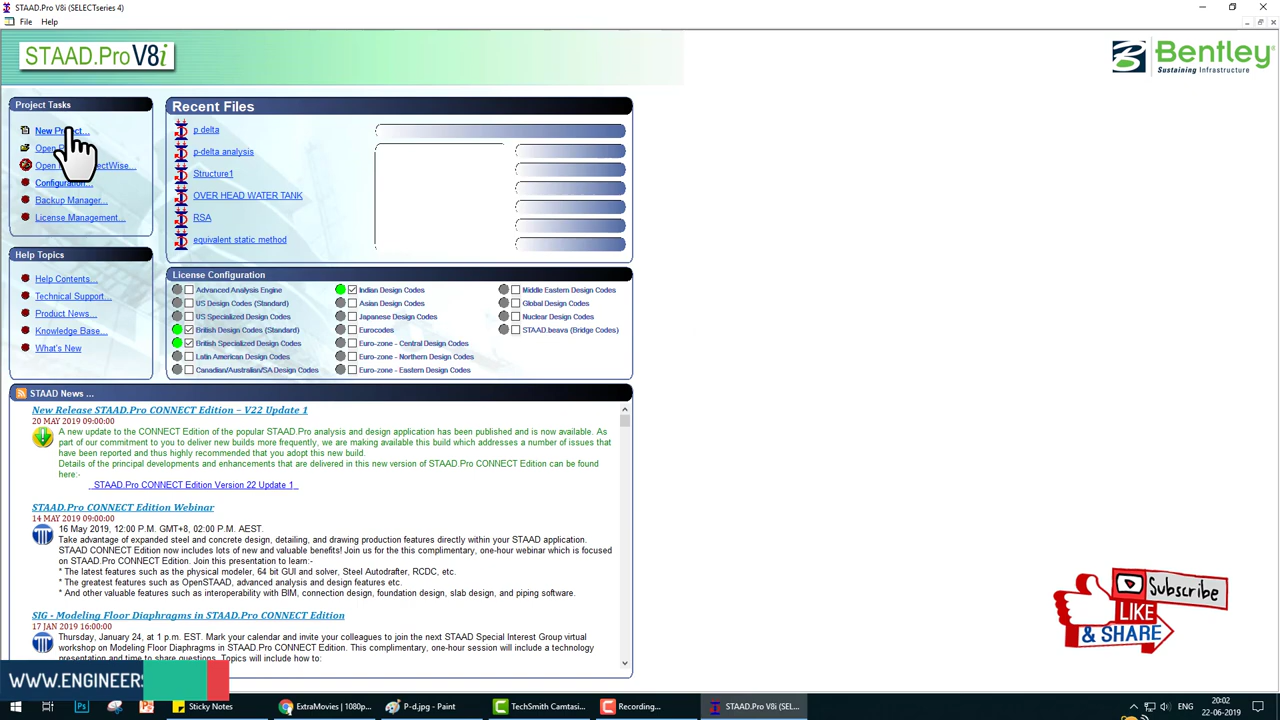 STAAD.Pro V8i (SELECTseries 4)
File Help
STAAD.Pro V8i
Bentley
Sustaining Infrastructure
Project Tasks
New Project...
Open
Open
Configuration...
Backup Manager...
License Management...
Help Topics
Help Contents...
Technical Support...
Product News...
Knowledge Base...
What's New
Recent Files
p delta
p-delta analysis
Structure1
OVER HEAD WATER TANK
RSA
equivalent static method
License Configuration
Advanced Analysis Engine
US Design Codes (Standard)
US Specialized Design Codes
British Design Codes (Standard)
British Specialized Design Codes
Latin American Design Codes
Canadian/Australian/SA Design Codes
Indian Design Codes
Asian Design Codes
Japanese Design Codes
Eurocodes
Euro-zone - Central Design Codes
Euro-zone - Northern Design Codes
Euro-zone - Eastern Design Codes
Middle Eastern Design Codes
Global Design Codes
Nuclear Design Codes
STAAD.beava (Bridge Codes)
STAAD News ...
New Release STAAD.Pro CONNECT Edition – V22 Update 1
20 MAY 2019 09:00:00
A new update to the CONNECT Edition of the popular STAAD.Pro analysis and design application has been published and is now available. As
part of our commitment to you to deliver new builds more frequently, we are making available this build which addresses a number of issues that
have been reported and thus highly recommended that you adopt this new build.
Details of the principal developments and enhancements that are delivered in this new version of STAAD.Pro CONNECT Edition can be found
here:-
STAAD.Pro CONNECT Edition Version 22 Update 1
STAAD.Pro CONNECT Edition Webinar
14 MAY 2019 09:00:00
16 May 2019, 12:00 P.M. GMT+8, 02:00 P.M. AEST.
Take advantage of expanded steel and concrete design, detailing, and drawing production features directly within your STAAD application.
STAAD CONNECT Edition now includes lots of new and valuable benefits! Join us for this complimentary, one-hour webinar which is focused
on STAAD.Pro CONNECT Edition. Join this presentation to learn:-
* The latest features such as the physical modeler, 64 bit GUI and solver, Steel Autodrafter, RCDC, etc.
* The greatest features such as OpenSTAAD, advanced analysis and design features etc.
* And other valuable features such as interoperability with BIM, connection design, foundation design, slab design, and piping software.
SIG - Modeling Floor Diaphragms in STAAD.Pro CONNECT Edition
17 JAN 2019 16:00:00
Thursday, January 24, at 1 p.m. EST. Mark your calendar and invite your colleagues to join the next STAAD Special Interest Group virtual
workshop on Modeling Floor Diaphragms in STAAD.Pro CONNECT Edition. This complimentary, one-hour session will include a technology
presentation and time to share questions. Topics will include how to:
Subscribe
LIKE
& SHARE
WWW.ENGINEERS
Sticky Notes
ExtraMovies | 1080p...
P-d.jpg - Paint
TechSmith Camtasi...
Recording...
STAAD.Pro V8i (SEL...
ENG
20:02
22-06-2019